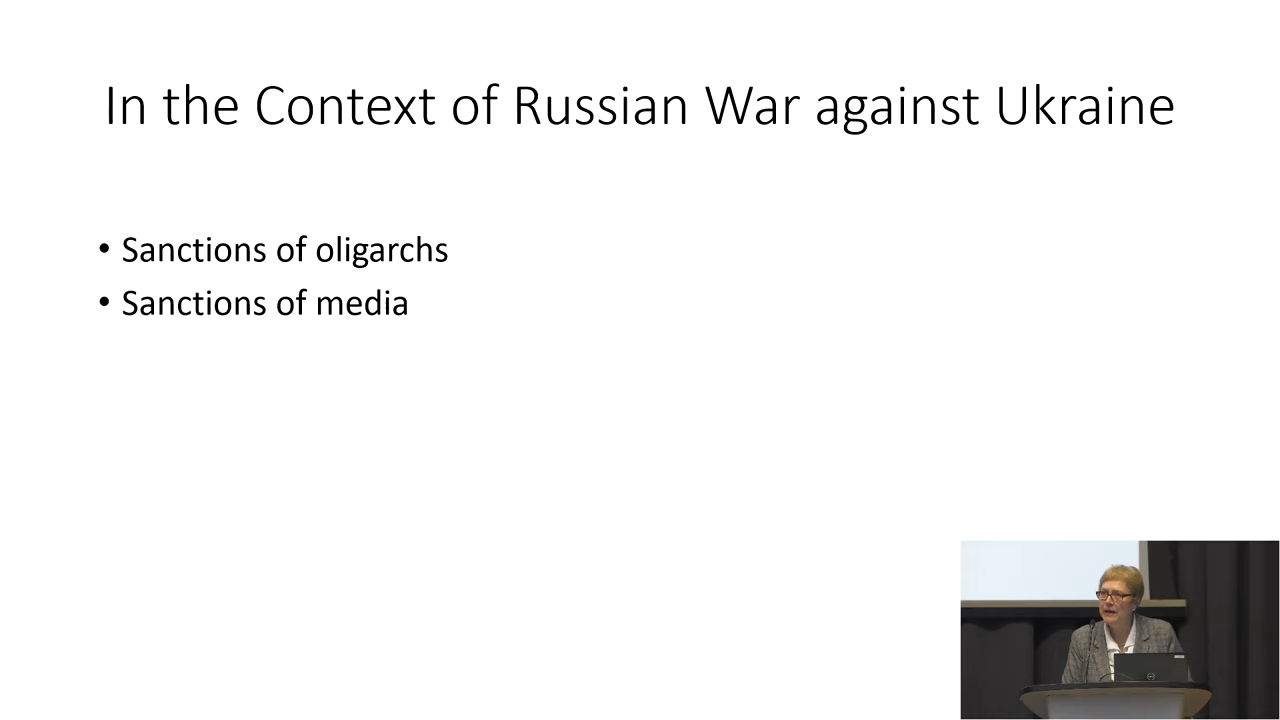 In the Context of Russian War against Ukraine
• Sanctions of oligarchs
• Sanctions of media